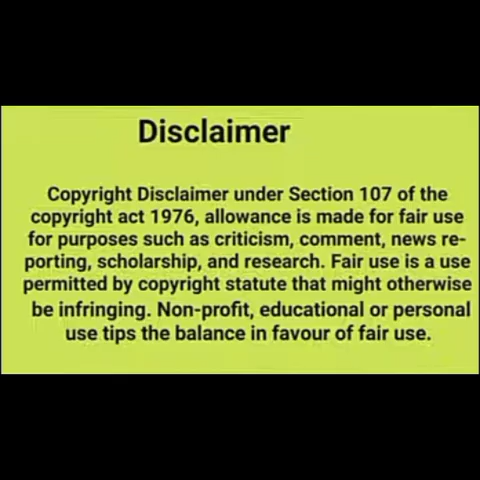 Disclaimer
Copyright Disclaimer under Section 107 of the
copyright act 1976, allowance is made for fair use
for purposes such as criticism, comment, news re-
porting, scholarship, and research. Fair use is a use
permitted by copyright statute that might otherwise
be infringing. Non-profit, educational or personal
use tips the balance in favour of fair use.